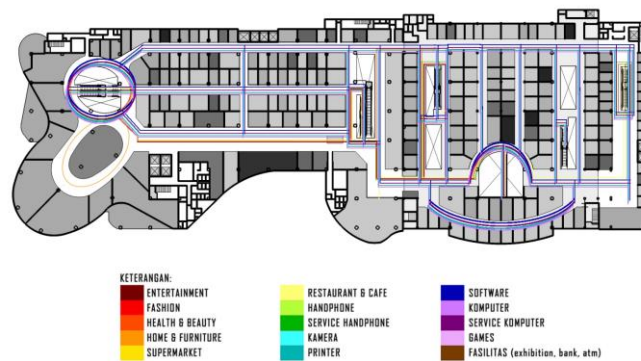 KETERANGAN:
ENTERTAINMENT
FASHION
HEALTH & BEAUTY
HOME & FURNITURE
SUPERMARKET
RESTAURANT & CAFE
HANDPHONE
SERVICE HANDPHONE
KAMERA
PRINTER
SOFTWARE
KOMPUTER
SERVICE KOMPUTER
GAMES
FASILITAS (exhibition, bank, atm)